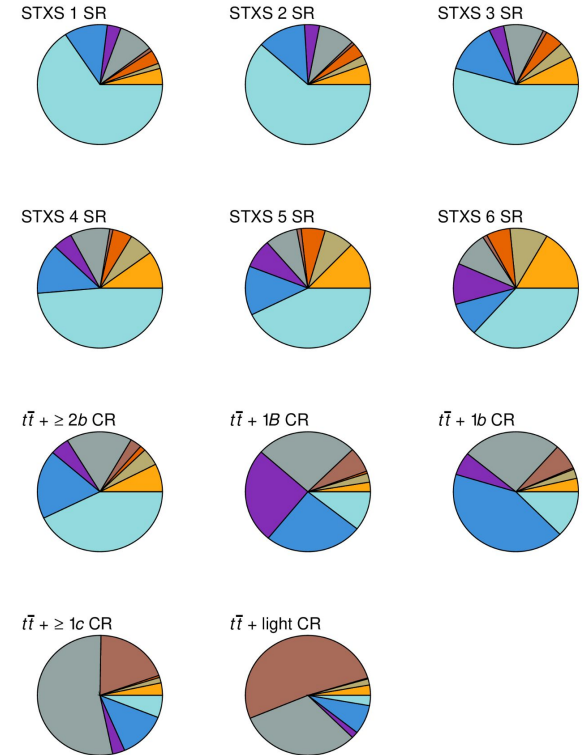 STXS 1 SR STXS 2 SR STXS 3 SR
STXS 4 SR STXS 5 SR STXS 6 SR
tt̄ + ≥ 2b CR tt̄ + 1B CR tt̄ + 1b CR
tt̄ + ≥ 1c CR tt̄ + light CR